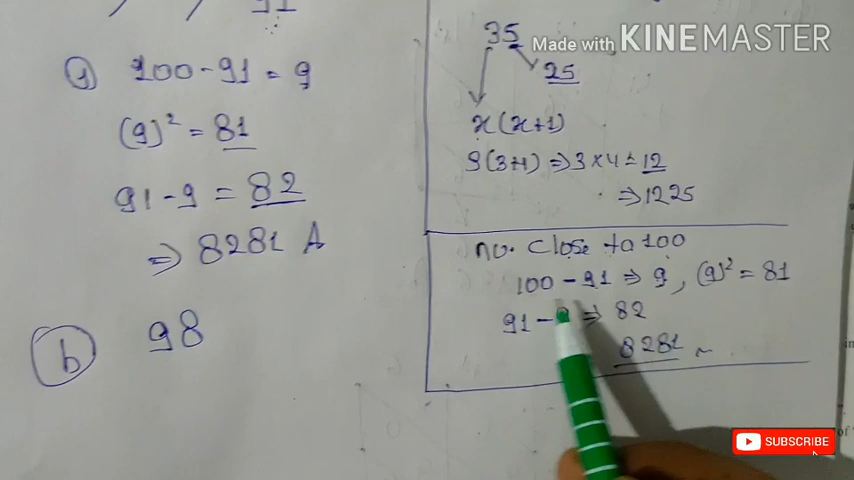 91
(a) 100 - 91 = 9
(9)² = 81
91 - 9 = 82
⇒ 8281 A
(b) 98
35
25
x(x+1)
3(3+1) ⇒ 3 × 4 = 12
⇒ 1225
no. close to 100
100 - 91 ⇒ 9, (9)² = 81
91 - ⇒ 82
8281
Made with KINEMASTER
SUBSCRIBE